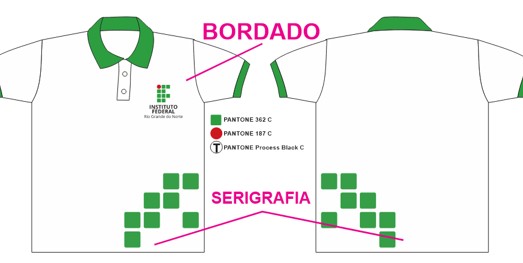 BORDADO
INSTITUTO
FEDERAL
Rio Grande do Norte
PANTONE 362 C
PANTONE 187 C
T PANTONE Process Black C
SERIGRAFIA